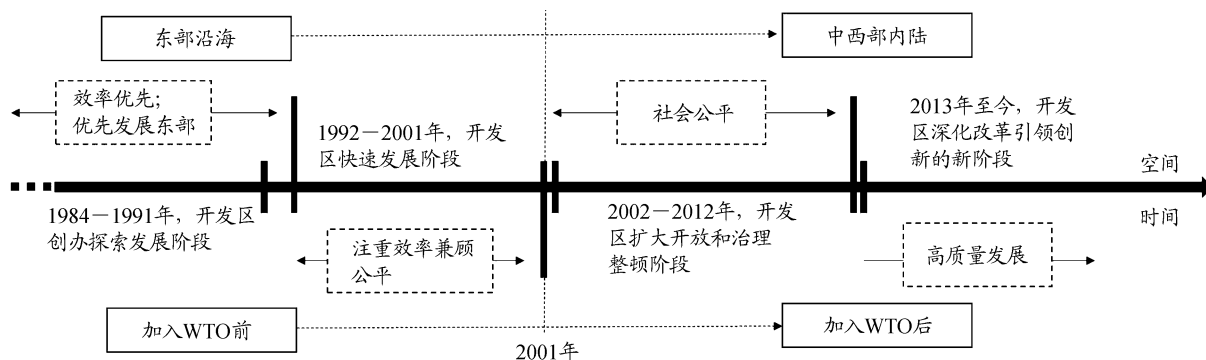 东部沿海
中西部内陆
效率优先；
优先发展东部
1992－2001年，开发
区快速发展阶段
社会公平
2013年至今，开发
区深化改革引领创
新的新阶段
空间
时间
1984－1991年，开发区
创办探索发展阶段
注重效率兼顾
公平
2002－2012年，开发
区扩大开放和治理
整顿阶段
高质量发展
加入WTO前
2001年
加入WTO后